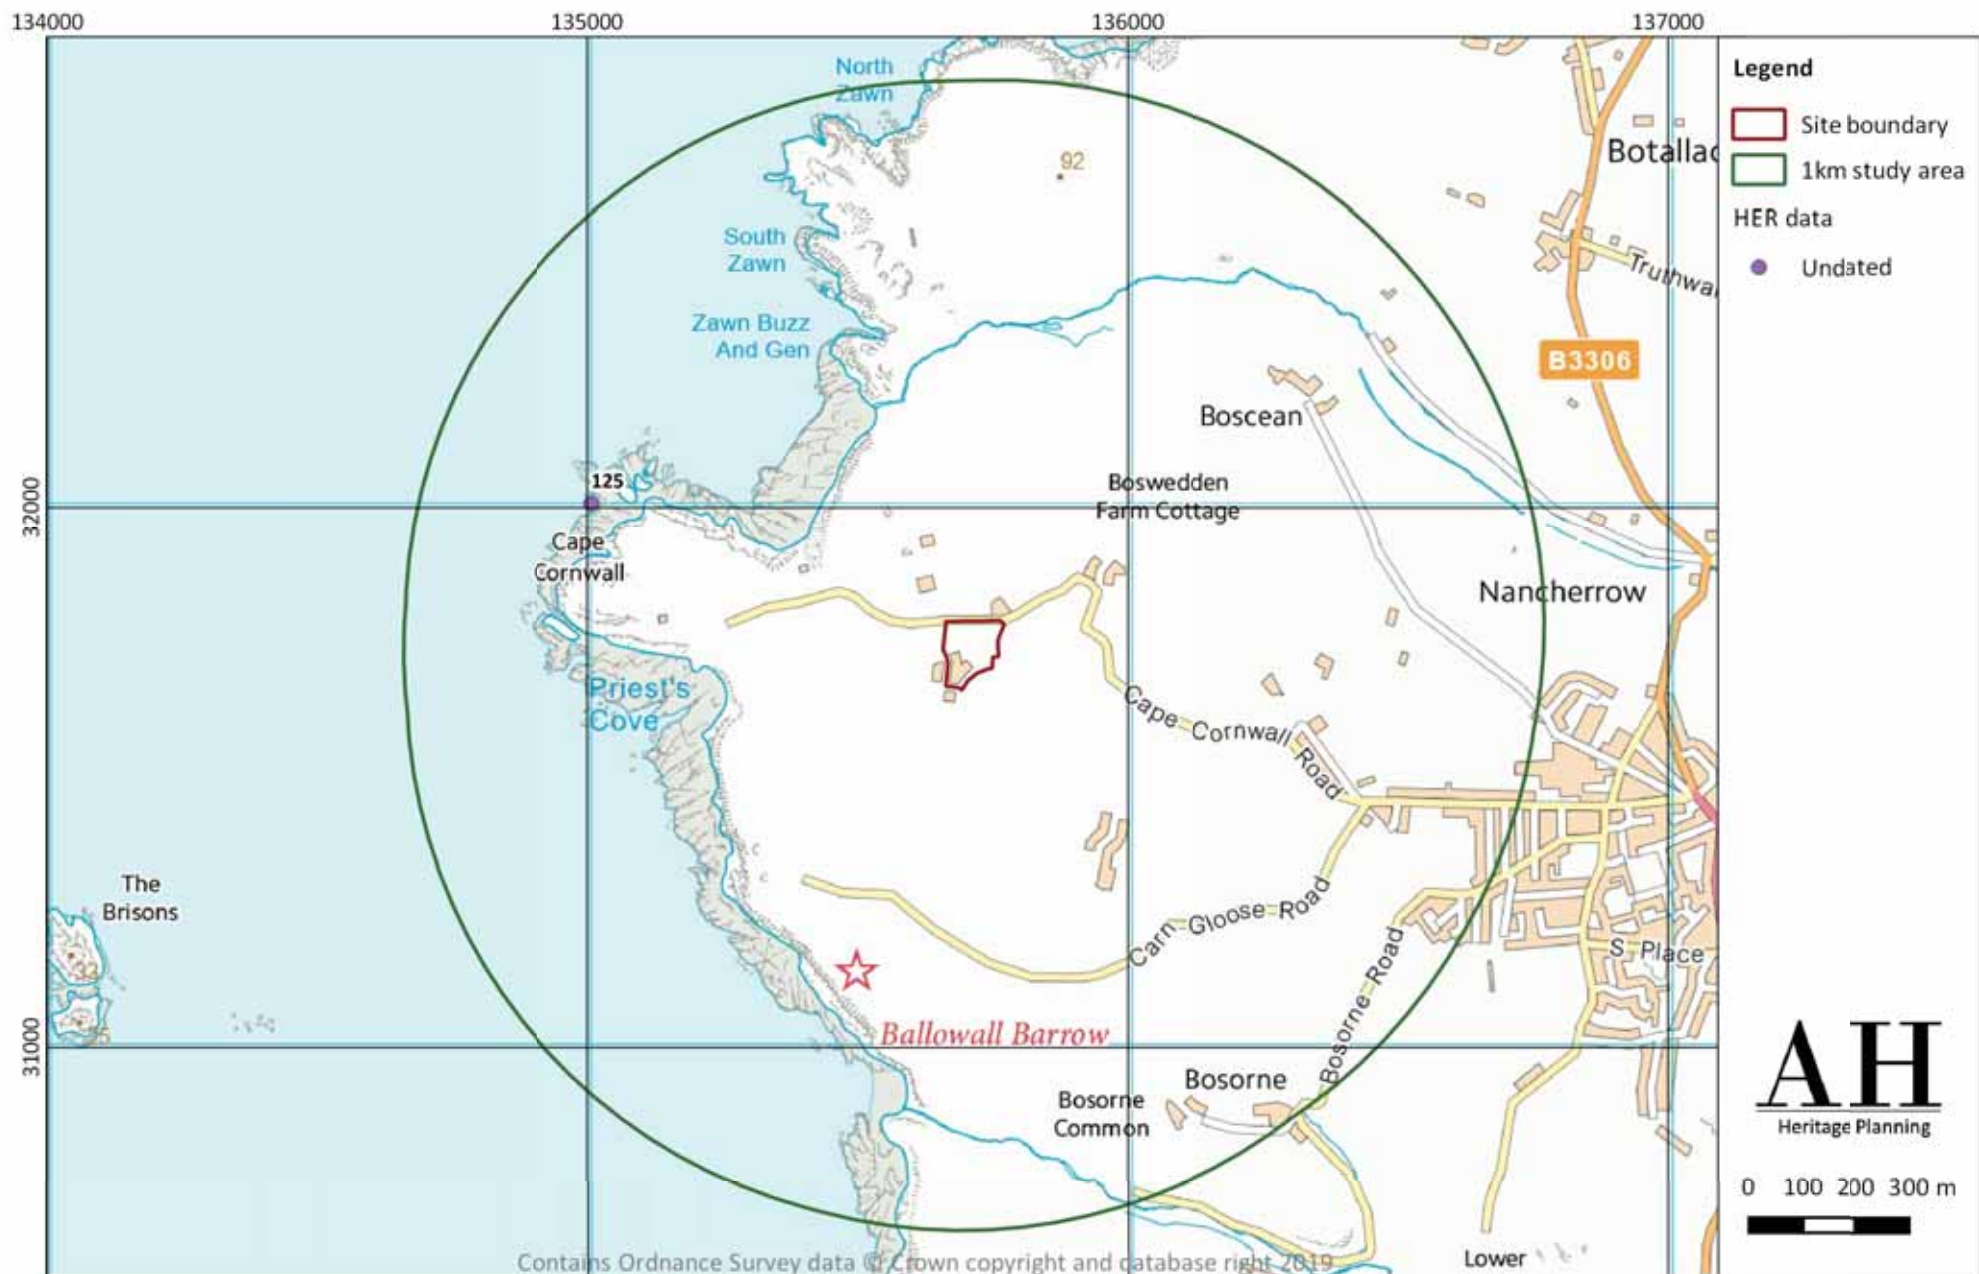 134000
135000
136000
137000
Legend
Site boundary
1km study area
HER data
Undated
North
Zawn
92
Botallac
South
Zawn
Truthwal
Zawn Buzz
And Gen
B3306
Boscean
125
32000
Boswedden
Farm Cottage
Cape
Cornwall
Nancherrow
Priest's
Cove
Cape Cornwall Road
The
Brisons
Carn Gloose Road
Bosorne Road
S Place
Ballowall Barrow
31000
Bosorne
Bosorne
Common
AH
Heritage Planning
0 100 200 300 m
Lower
Contains Ordnance Survey data © Crown copyright and database right 2019